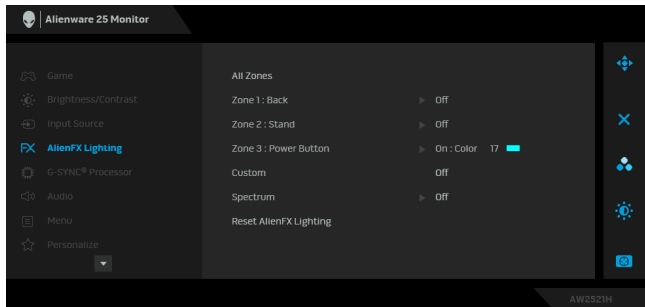 Alienware 25 Monitor
Game
Brightness/Contrast
Input Source
FX AlienFX Lighting
G-SYNC® Processor
Audio
Menu
Personalize
All Zones
Zone 1 : Back Off
Zone 2 : Stand Off
Zone 3 : Power Button On : Color 17
Custom Off
Spectrum Off
Reset AlienFX Lighting
AW2521H